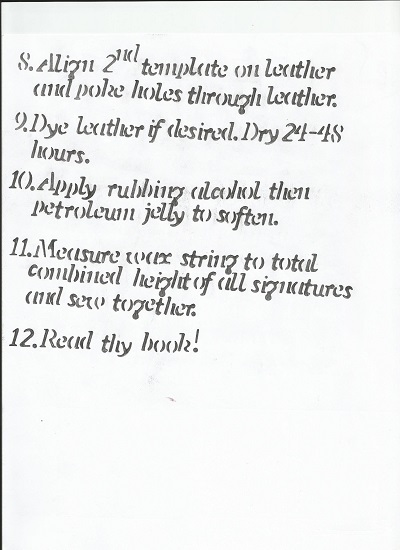 8. Align 2nd template on leather
and poke holes through leather.
9. Dye leather if desired. Dry 24-48
hours.
10. Apply rubbing alcohol then
petroleum jelly to soften.
11. Measure wax string to total
combined height of all signatures
and sew together.
12. Read thy book!